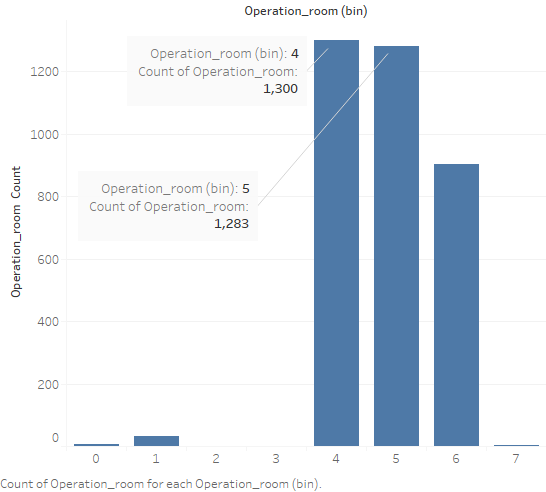 Operation_room (bin)
Operation_room (bin): 4
Count of Operation_room:
1,300
Operation_room (bin): 5
Count of Operation_room:
1,283
Operation_room Count
1200
1000
800
600
400
200
0
0 1 2 3 4 5 6 7
Count of Operation_room for each Operation_room (bin).